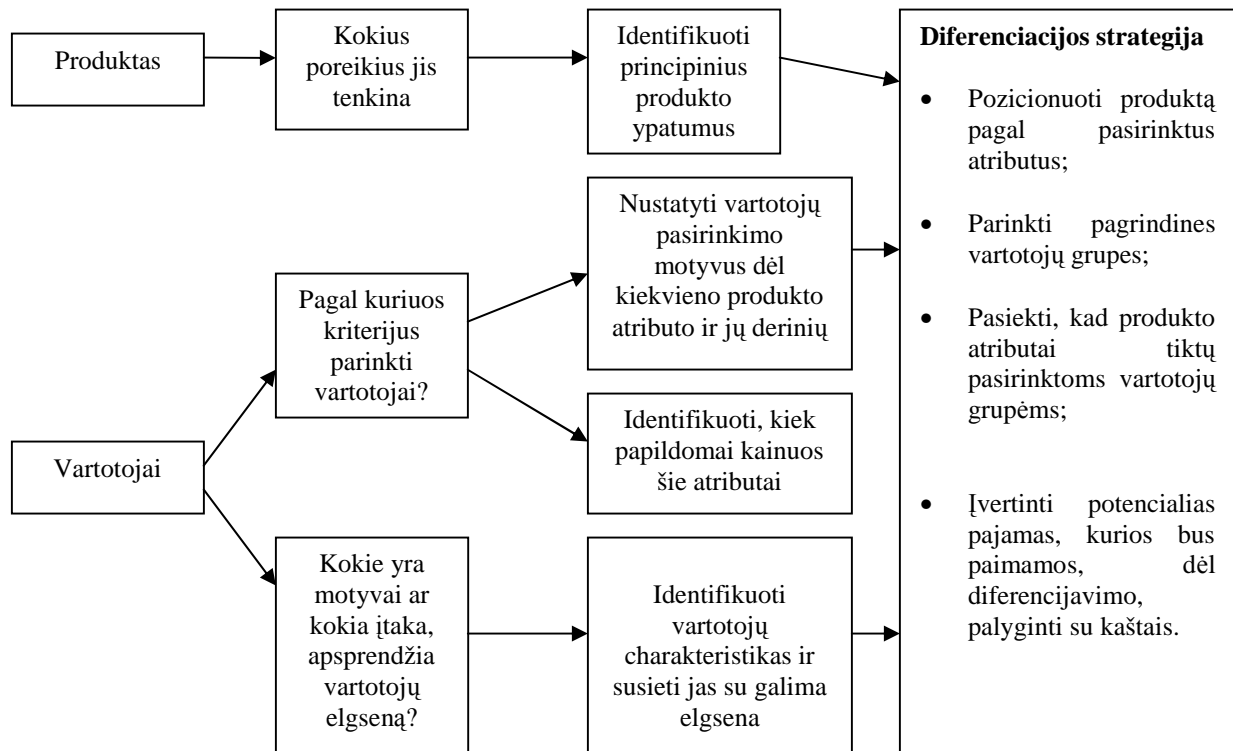 Produktas
Kokius
poreikius jis
tenkina
Identifikuoti
principinius
produkto
ypatumus
Nustatyti vartotojų
pasirinkimo
motyvus dėl
kiekvieno produkto
atributo ir jų derinių
Pagal kuriuos
kriterijus
parinkti
vartotojai?
Identifikuoti, kiek
papildomai kainuos
šie atributai
Vartotojai
Kokie yra
motyvai ar
kokia įtaka,
apsprendžia
vartotojų
elgseną?
Identifikuoti
vartotojų
charakteristikas ir
susieti jas su galima
elgsena
Diferenciacijos strategija
• Pozicionuoti produktą
pagal pasirinktus
atributus;
• Parinkti pagrindines
vartotojų grupes;
• Pasiekti, kad produkto
atributai tiktų
pasirinktoms vartotojų
grupėms;
• Įvertinti potencialias
pajamas, kurios bus
paimamos, dėl
diferencijavimo,
palyginti su kaštais.